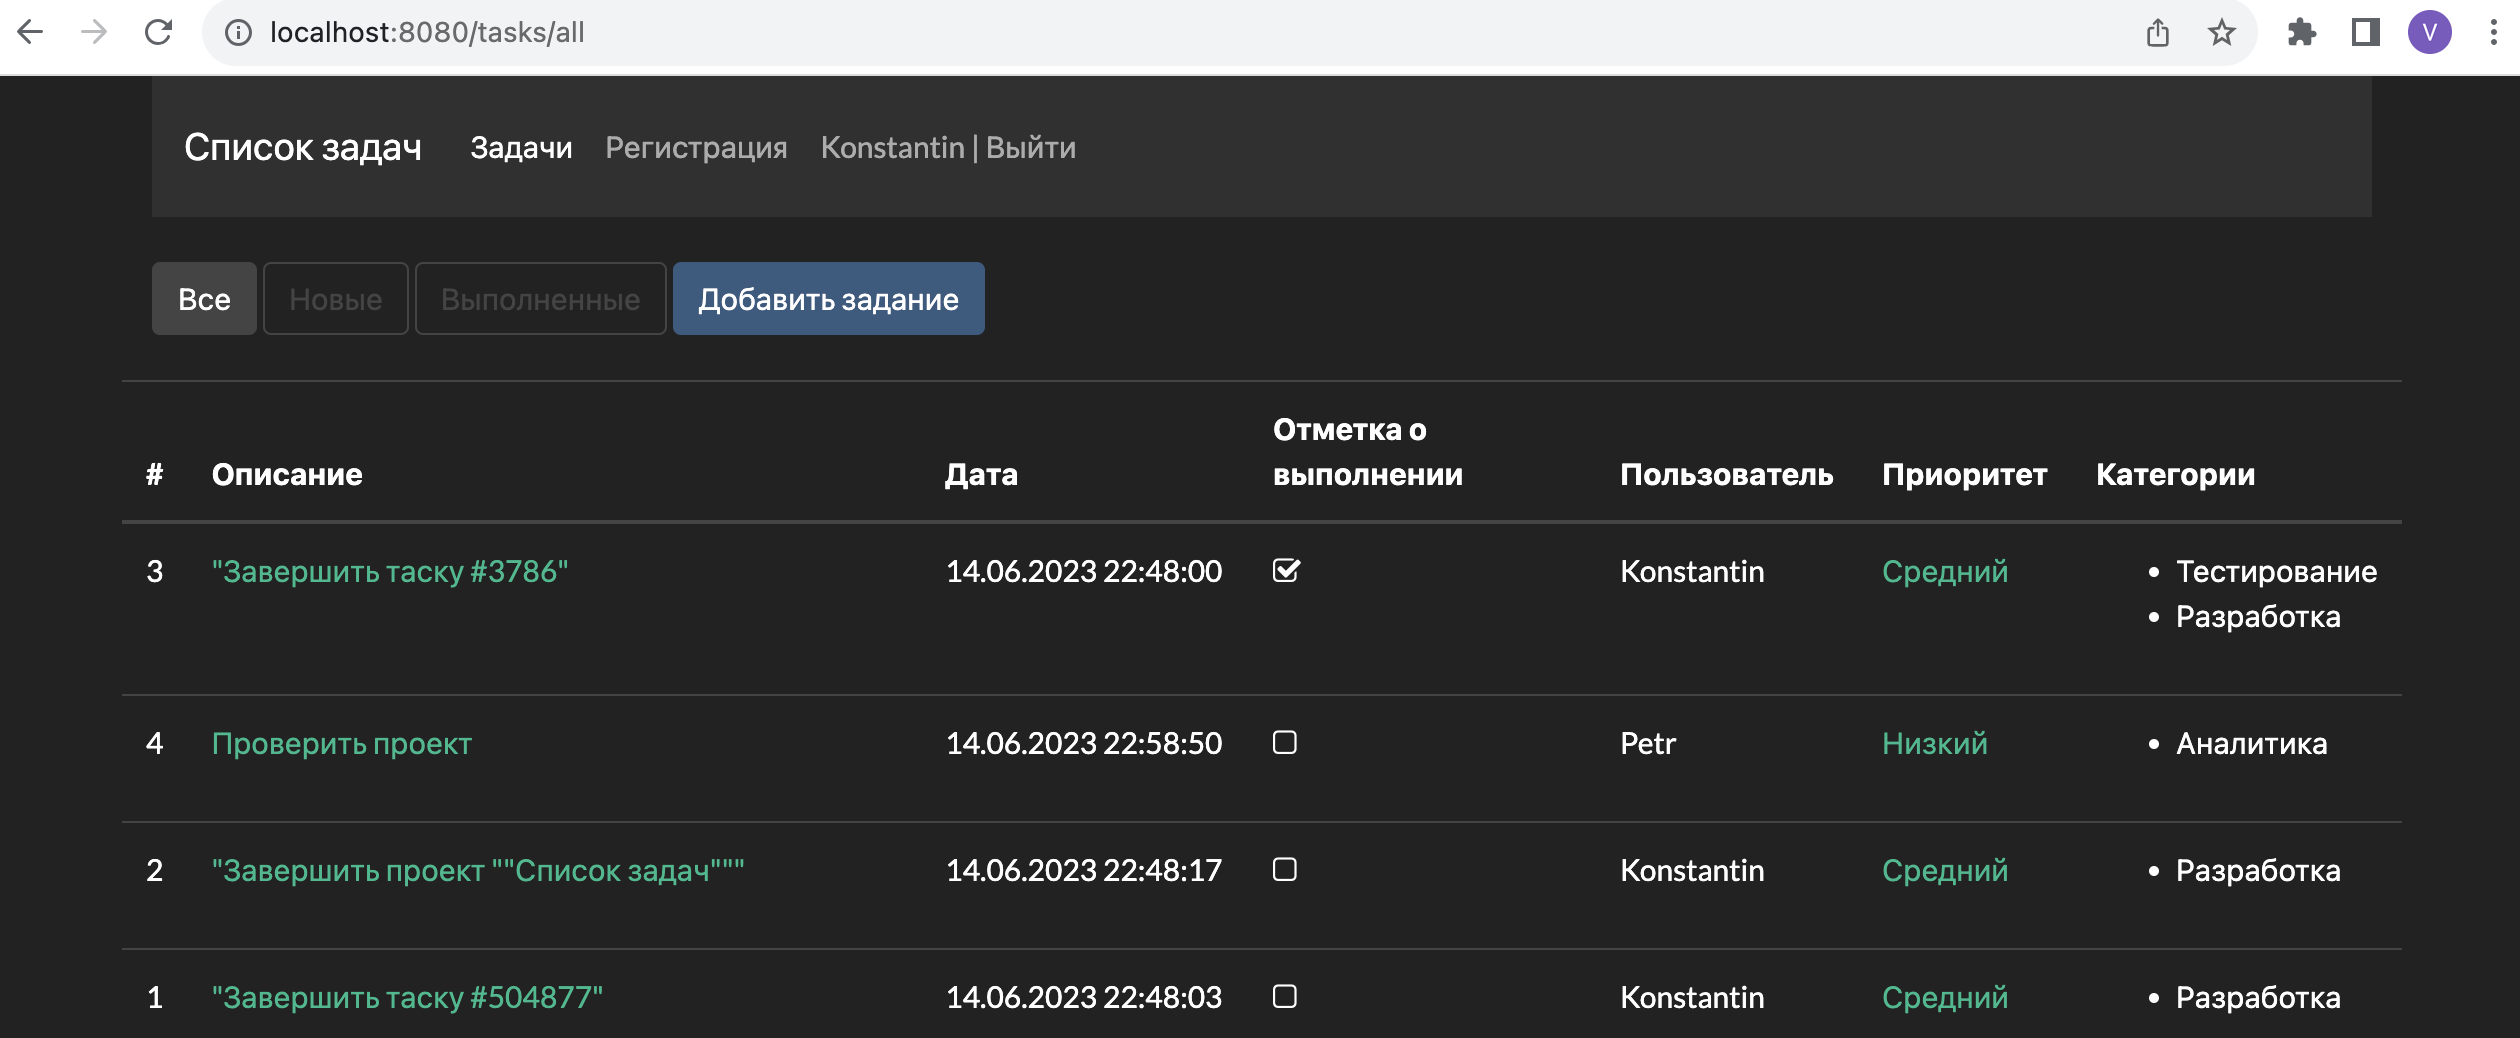 localhost:8080/tasks/all
V
Список задач Задачи Регистрация Konstantin | Выйти
Все Новые Выполненные Добавить задание
# Описание Дата Отметка о выполнении Пользователь Приоритет Категории
3 "Завершить таску #3786" 14.06.2023 22:48:00 Konstantin Средний • Тестирование
• Разработка
4 Проверить проект 14.06.2023 22:58:50 Petr Низкий • Аналитика
2 "Завершить проект ""Список задач""" 14.06.2023 22:48:17 Konstantin Средний • Разработка
1 "Завершить таску #504877" 14.06.2023 22:48:03 Konstantin Средний • Разработка